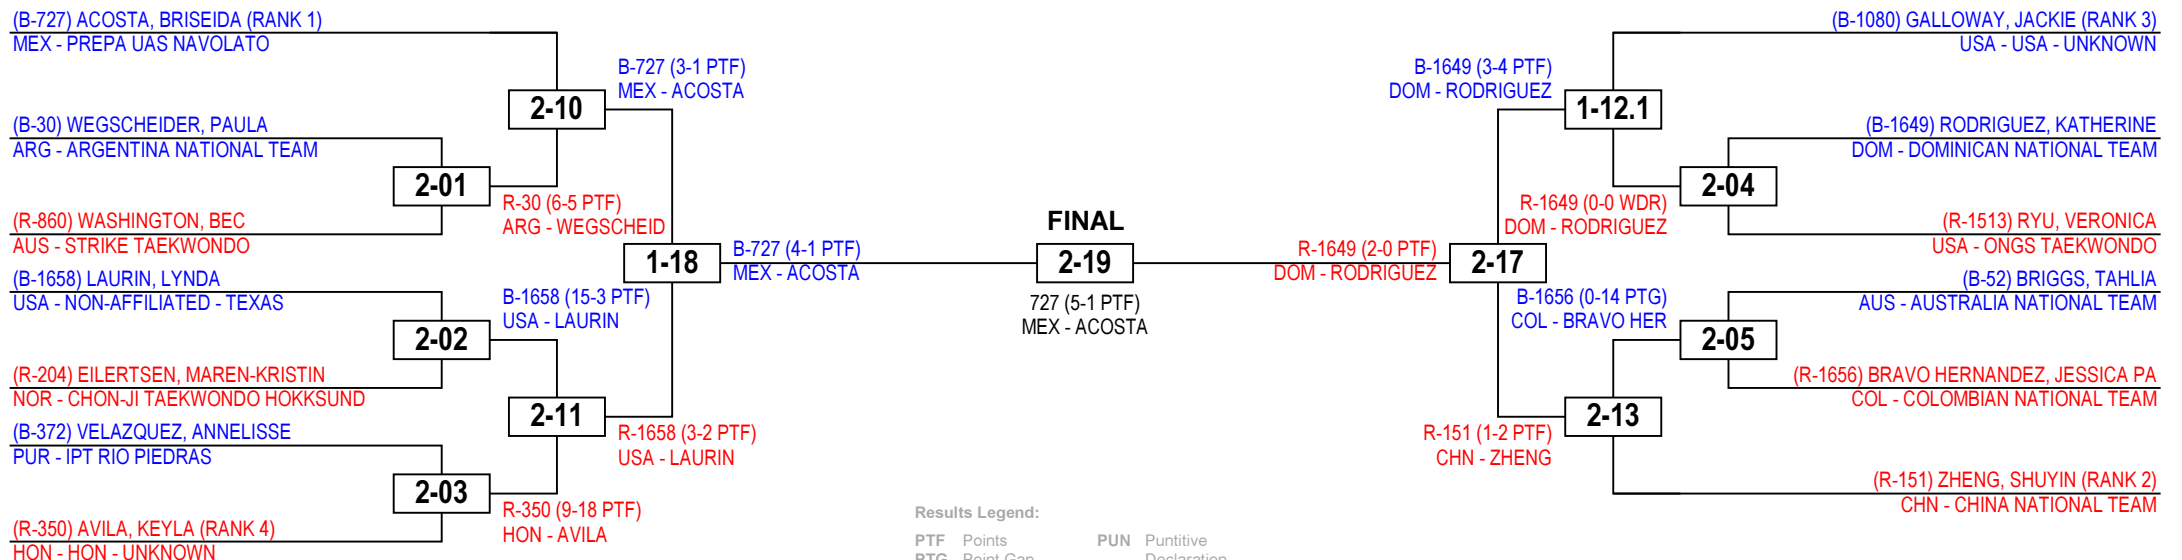 (B-727) ACOSTA, BRISEIDA (RANK 1)
MEX - PREPA UAS NAVOLATO
(B-30) WEGSCHEIDER, PAULA
ARG - ARGENTINA NATIONAL TEAM
(R-860) WASHINGTON, BEC
AUS - STRIKE TAEKWONDO
(B-1658) LAURIN, LYNDA
USA - NON-AFFILIATED - TEXAS
(R-204) EILERTSEN, MAREN-KRISTIN
NOR - CHON-JI TAEKWONDO HOKKSUND
(B-372) VELAZQUEZ, ANNELISSE
PUR - IPT RIO PIEDRAS
(R-350) AVILA, KEYLA (RANK 4)
HON - HON - UNKNOWN
2-01
2-02
2-03
2-10
2-11
B-727 (3-1 PTF)
MEX - ACOSTA
R-30 (6-5 PTF)
ARG - WEGSCHEID
B-1658 (15-3 PTF)
USA - LAURIN
R-350 (9-18 PTF)
HON - AVILA
1-18
R-1658 (3-2 PTF)
USA - LAURIN
B-727 (4-1 PTF)
MEX - ACOSTA
FINAL
2-19
727 (5-1 PTF)
MEX - ACOSTA
R-1649 (2-0 PTF)
DOM - RODRIGUEZ
2-17
B-1649 (3-4 PTF)
DOM - RODRIGUEZ
R-151 (1-2 PTF)
CHN - ZHENG
1-12.1
2-13
R-1649 (0-0 WDR)
DOM - RODRIGUEZ
B-1656 (0-14 PTG)
COL - BRAVO HER
2-04
2-05
(B-1080) GALLOWAY, JACKIE (RANK 3)
USA - USA - UNKNOWN
(B-1649) RODRIGUEZ, KATHERINE
DOM - DOMINICAN NATIONAL TEAM
(R-1513) RYU, VERONICA
USA - ONGS TAEKWONDO
(B-52) BRIGGS, TAHLIA
AUS - AUSTRALIA NATIONAL TEAM
(R-1656) BRAVO HERNANDEZ, JESSICA PA
COL - COLOMBIAN NATIONAL TEAM
(R-151) ZHENG, SHUYIN (RANK 2)
CHN - CHINA NATIONAL TEAM
Results Legend:
PTF Points PUN Puntitive
PTG Point Gap Declaration